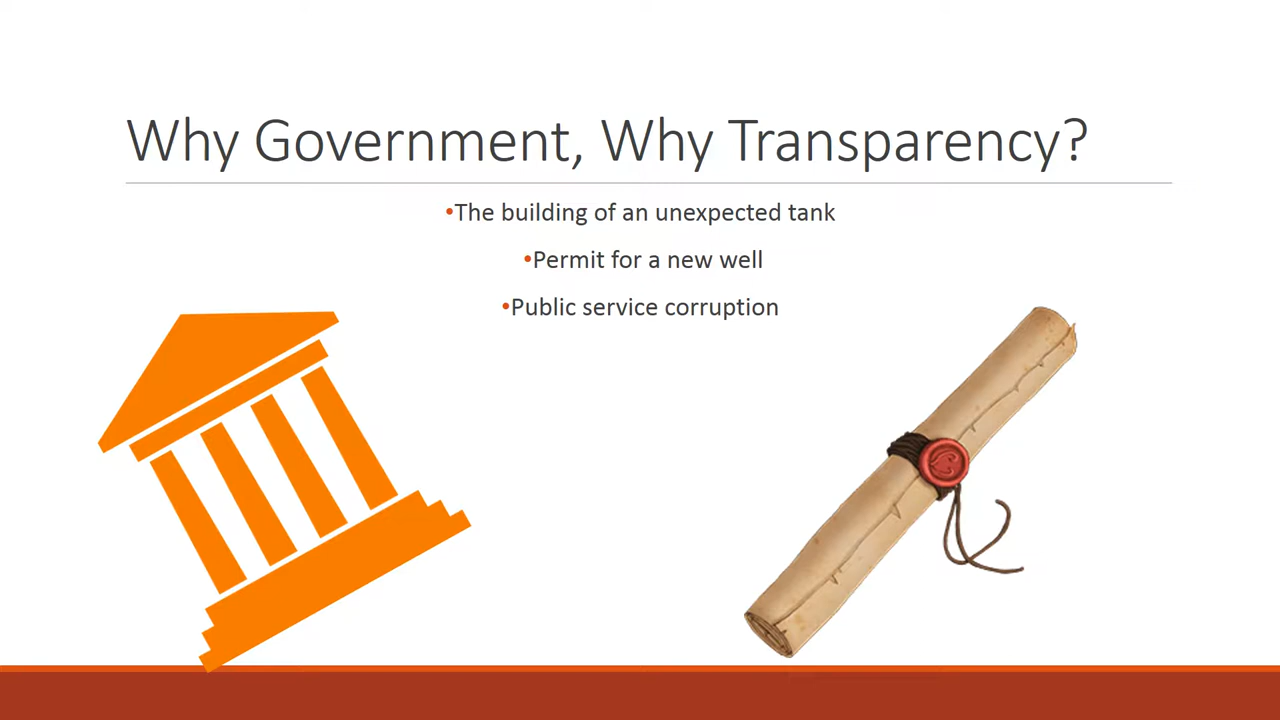 Why Government, Why Transparency?
•The building of an unexpected tank
•Permit for a new well
•Public service corruption